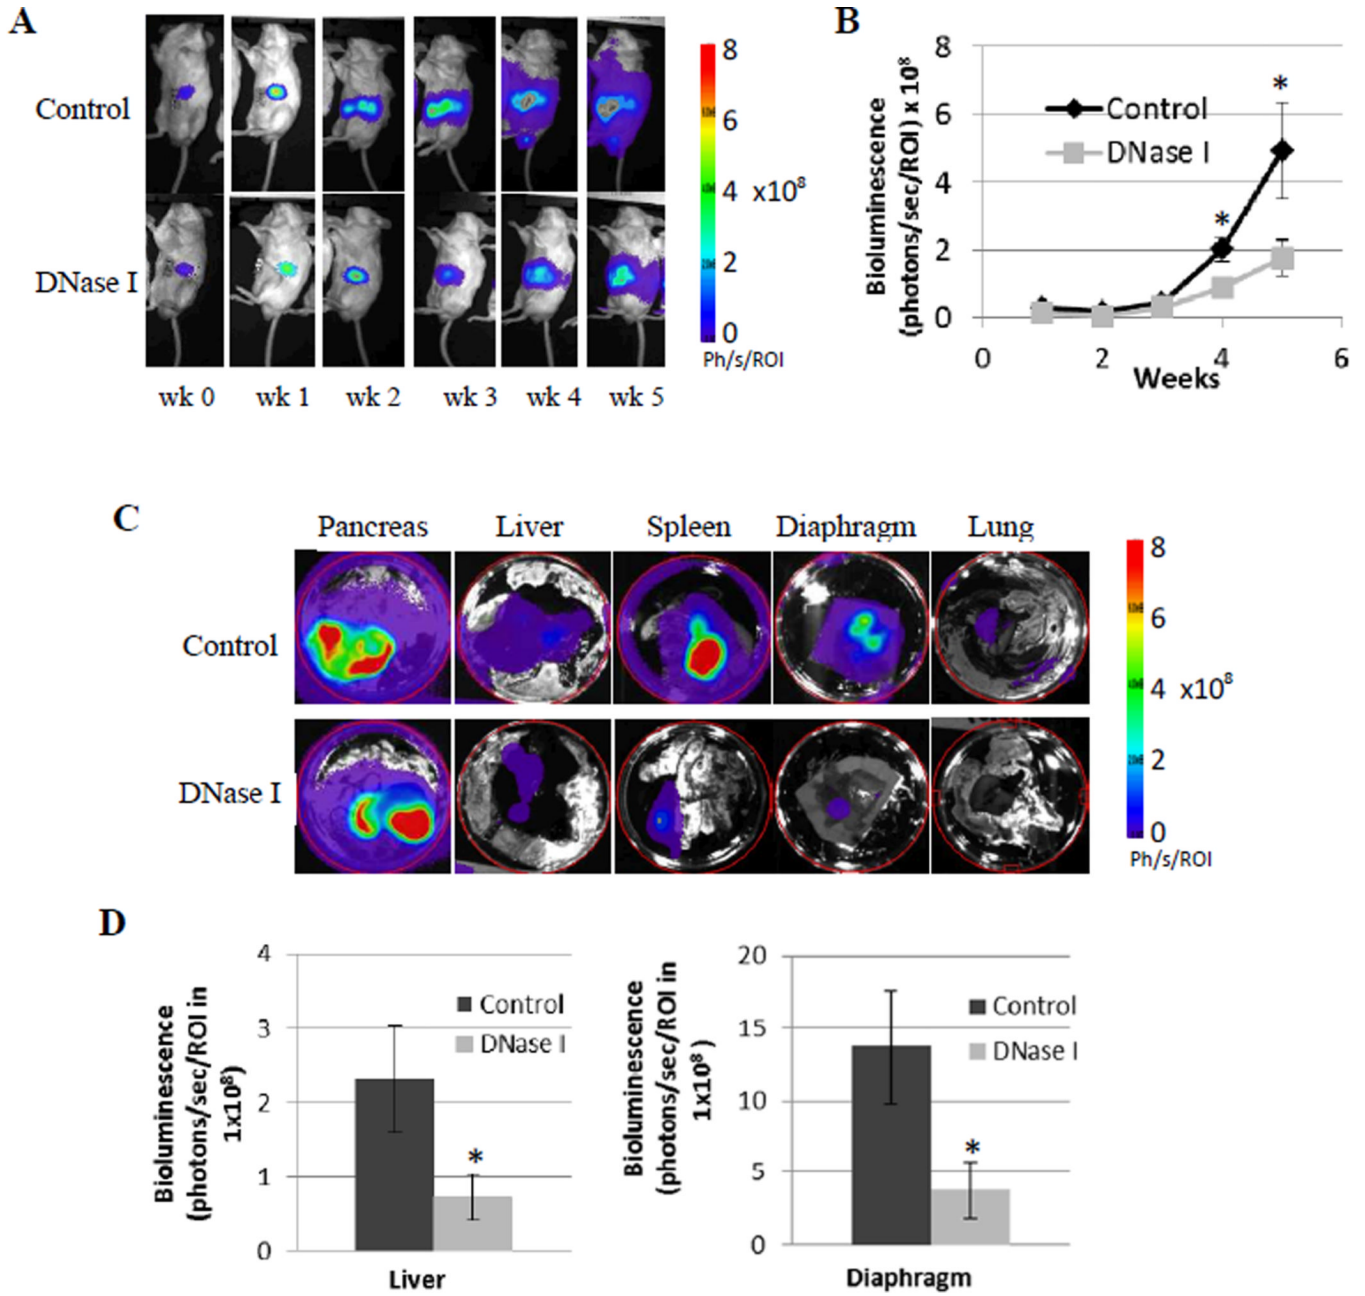 A
Control
DNase I
wk 0
wk 1
wk 2
wk 3
wk 4
wk 5
8
6
4 x10⁸
2
0
Ph/s/ROI
B
Bioluminescence
(photons/sec/ROI) x 10⁸
8
6
4
2
0
*
*
Control
DNase I
0
2
4
6
Weeks
C
Pancreas
Liver
Spleen
Diaphragm
Lung
Control
DNase I
8
6
4 x10⁸
2
0
Ph/s/ROI
D
Bioluminescence
(photons/sec/ROI in
1x10⁸)
4
3
2
1
0
Control
DNase I
*
Liver
Bioluminescence
(photons/sec/ROI in
1x10⁸ )
20
15
10
5
0
Control
DNase I
*
Diaphragm